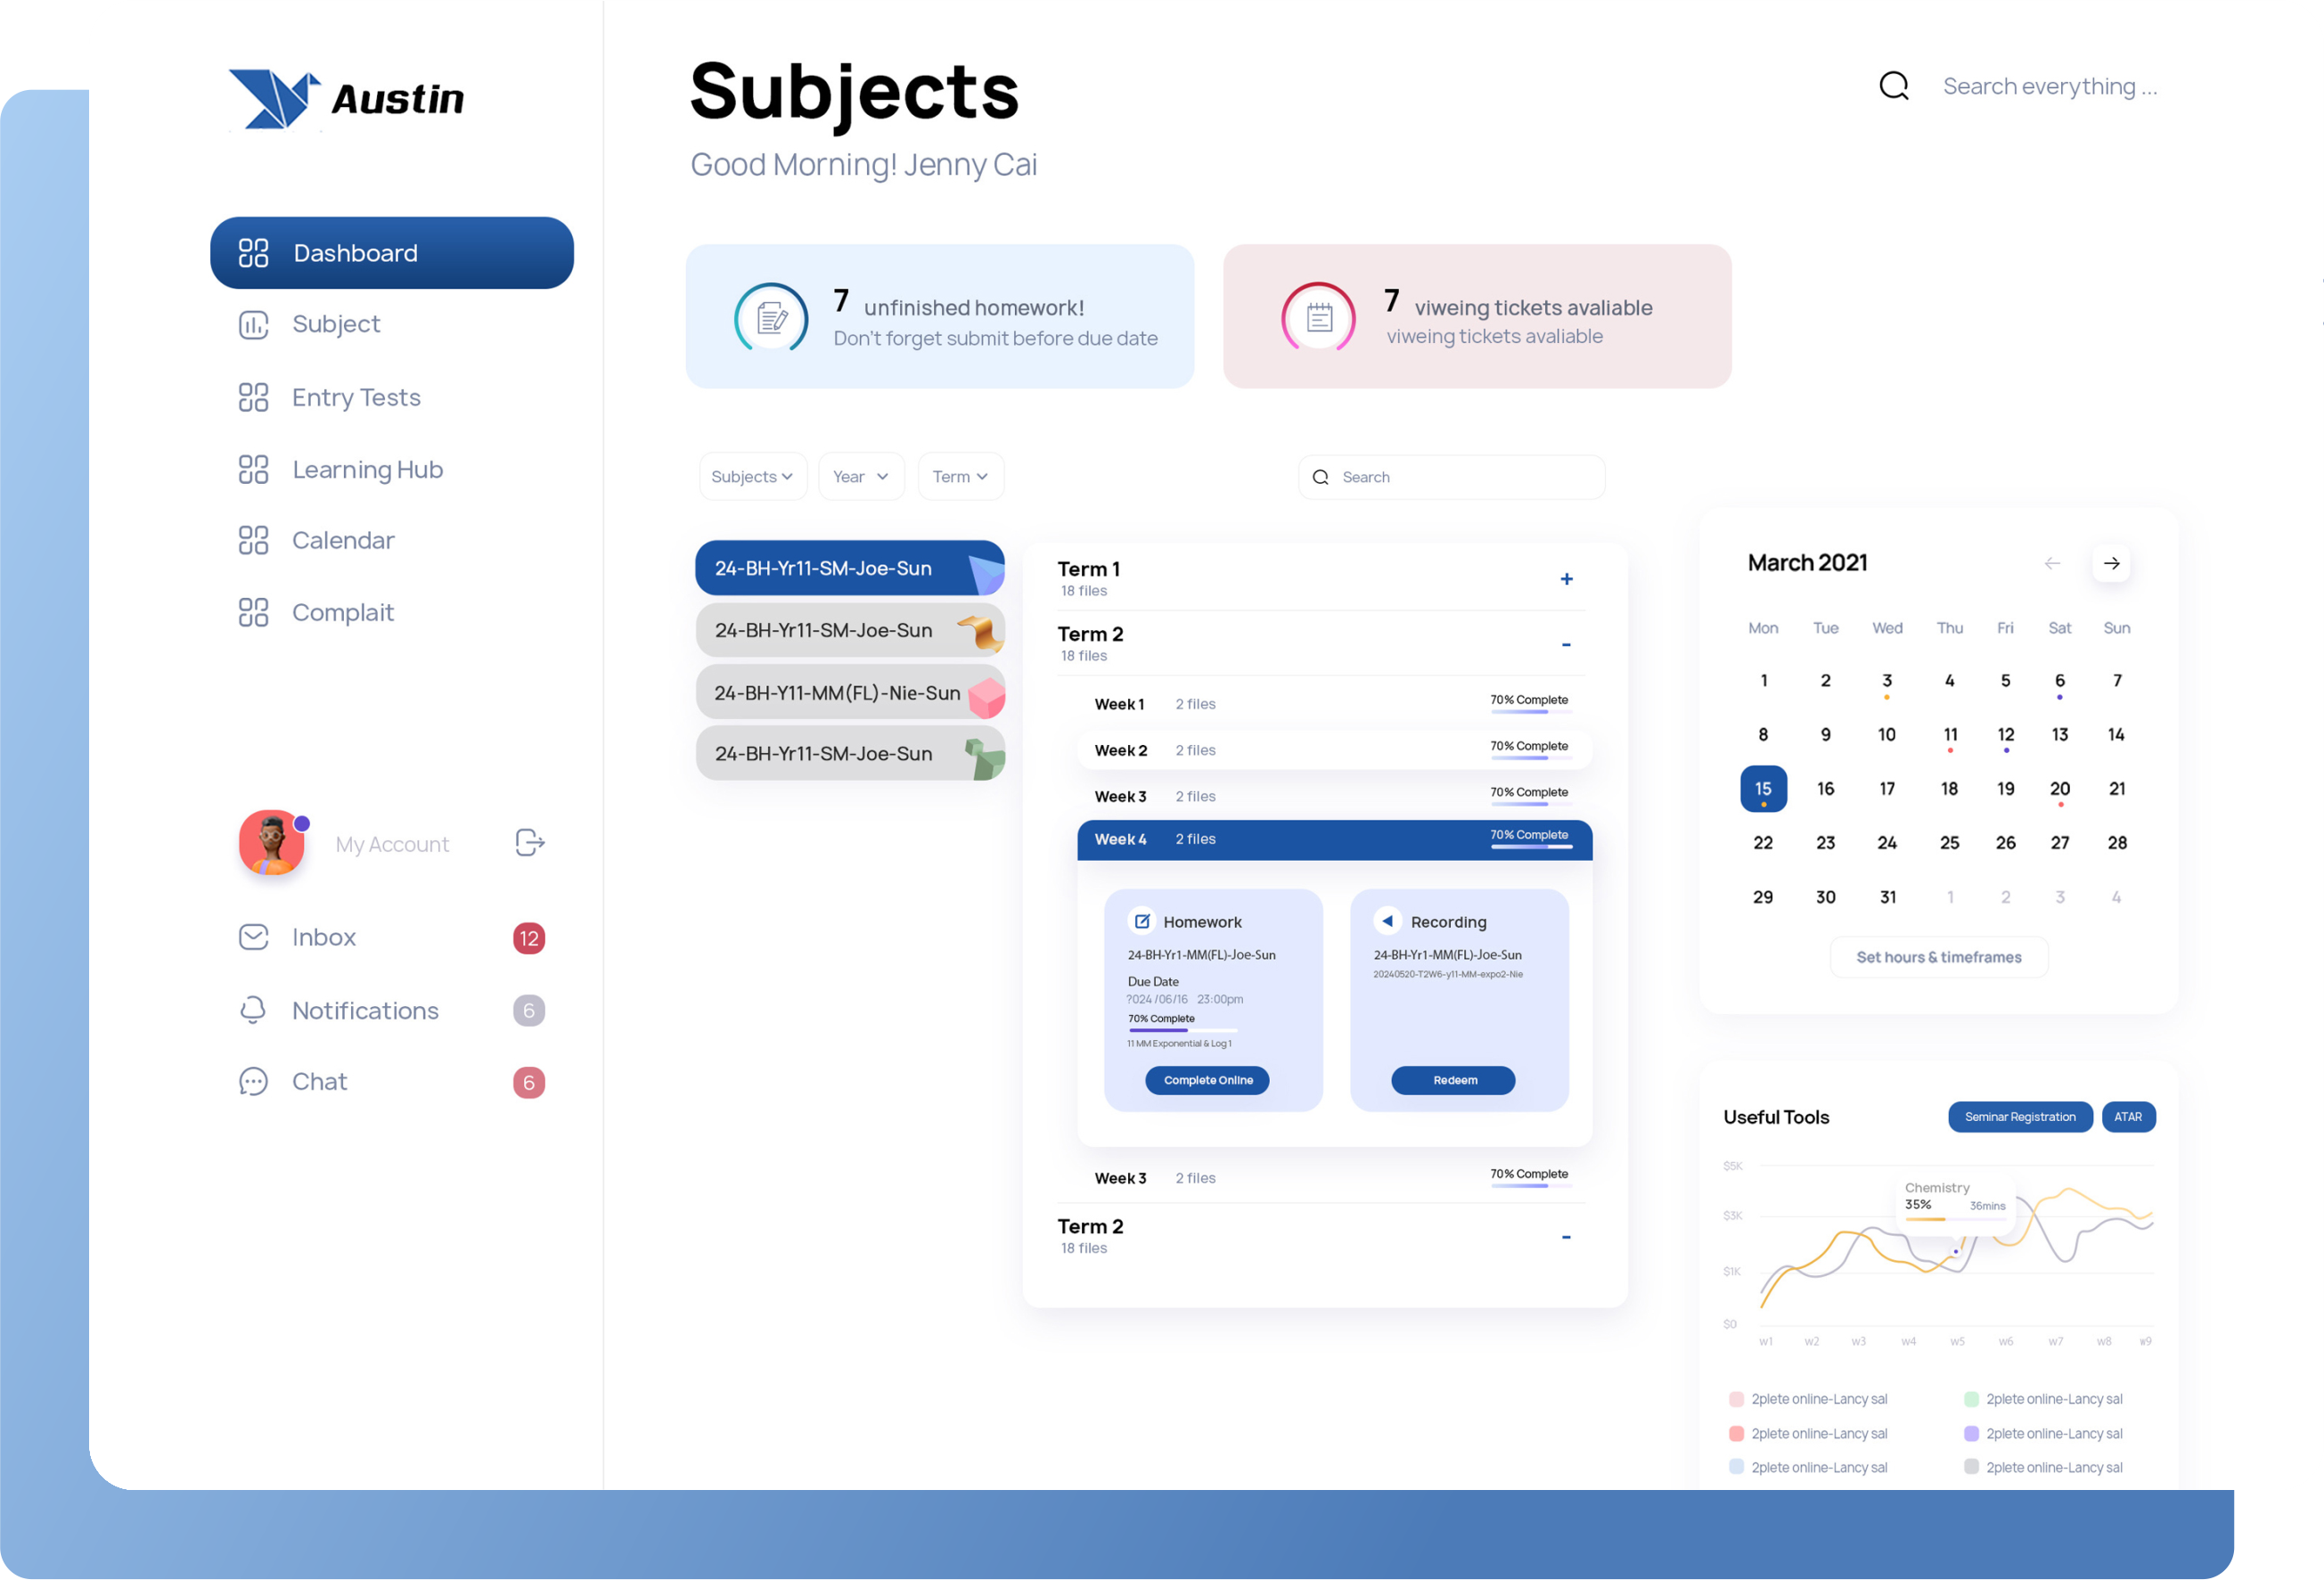 Austin
Dashboard
Subject
Entry Tests
Learning Hub
Calendar
Complait
My Account
Inbox 12
Notifications 6
Chat 6
Subjects
Good Morning! Jenny Cai
Search everything ...
7 unfinished homework!
Don't forget submit before due date
7 viweing tickets avaliable
viweing tickets avaliable
Subjects Year Term
Search
24-BH-Yr11-SM-Joe-Sun
24-BH-Yr11-SM-Joe-Sun
24-BH-Y11-MM(FL)-Nie-Sun
24-BH-Yr11-SM-Joe-Sun
Term 1 +
18 files
Term 2 -
18 files
Week 1 2 files 70% Complete
Week 2 2 files 70% Complete
Week 3 2 files 70% Complete
Week 4 2 files 70% Complete
Homework
24-BH-Yr1-MM(FL)-Joe-Sun
Due Date
?024 /06/16 23:00pm
70% Complete
11 MM Exponential & Log 1
Complete Online
Recording
24-BH-Yr1-MM(FL)-Joe-Sun
20240520-T2W6-y11-MM-expo2-Nie
Redeem
Week 3 2 files 70% Complete
Term 2 -
18 files
March 2021
Mon Tue Wed Thu Fri Sat Sun
1 2 3 4 5 6 7
8 9 10 11 12 13 14
15 16 17 18 19 20 21
22 23 24 25 26 27 28
29 30 31 1 2 3 4
Set hours & timeframes
Useful Tools
Seminar Registration ATAR
$5K
$3K
$1K
$0
Chemistry
35% 36mins
w1 w2 w3 w4 w5 w6 w7 w8 w9
2plete online-Lancy sal 2plete online-Lancy sal
2plete online-Lancy sal 2plete online-Lancy sal
2plete online-Lancy sal 2plete online-Lancy sal